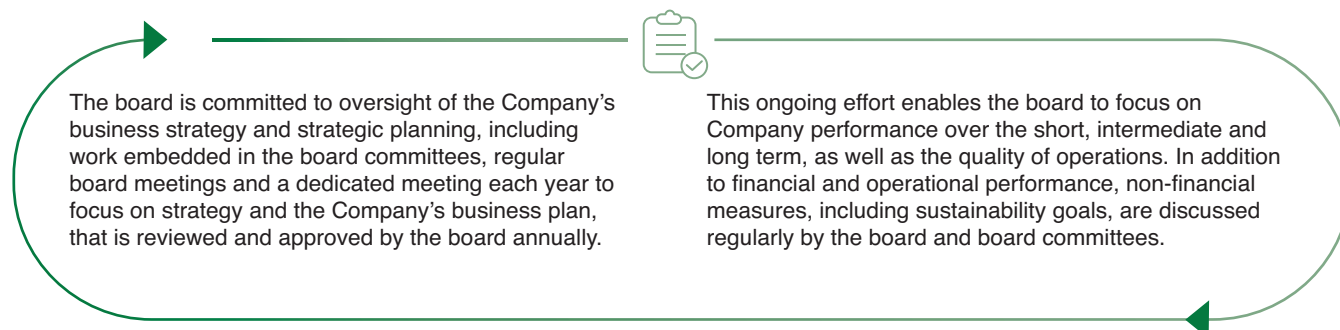 The board is committed to oversight of the Company's
business strategy and strategic planning, including
work embedded in the board committees, regular
board meetings and a dedicated meeting each year to
focus on strategy and the Company's business plan,
that is reviewed and approved by the board annually.
This ongoing effort enables the board to focus on
Company performance over the short, intermediate and
long term, as well as the quality of operations. In addition
to financial and operational performance, non-financial
measures, including sustainability goals, are discussed
regularly by the board and board committees.